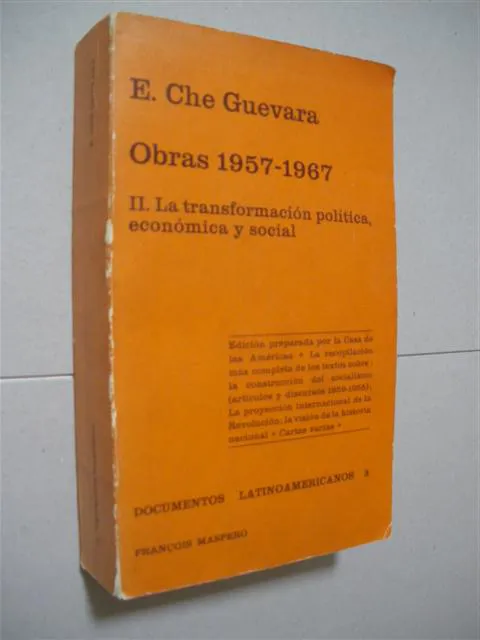 E. Che Guevara
Obras 1957-1967
II. La transformación política,
económica y social
Edición preparada por la Casa de
las Américas • La recopilación
más completa de los textos sobre:
la construcción del socialismo
(artículos y discursos 1959-1965);
La proyección internacional de la
Revolución; la visión de la historia
nacional • Cartas varias •
DOCUMENTOS LATINOAMERICANOS 3
FRANÇOIS MASPERO